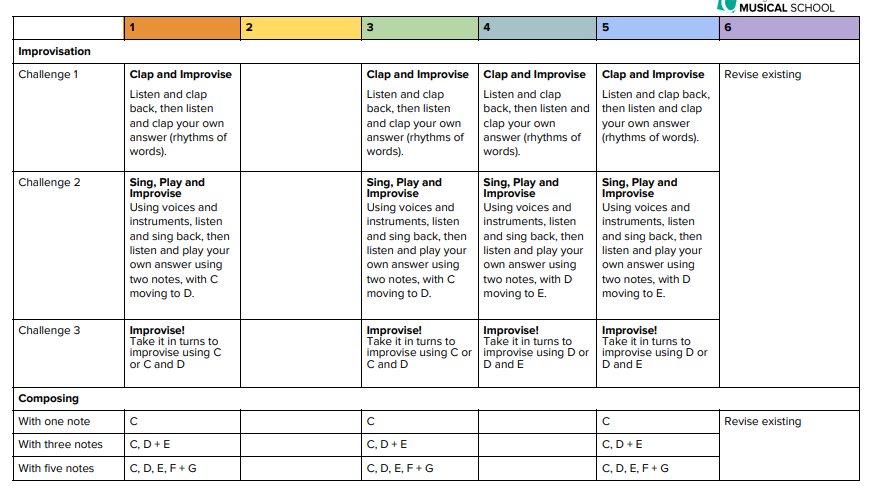 MUSICAL SCHOOL
1 2 3 4 5 6
Improvisation
Challenge 1
Clap and Improvise
Listen and clap
back, then listen
and clap your own
answer (rhythms of
words).
Clap and Improvise
Listen and clap
back, then listen
and clap your own
answer (rhythms of
words).
Clap and Improvise
Listen and clap
back, then listen and
clap your own
answer (rhythms of
words).
Clap and Improvise
Listen and clap back,
then listen and clap
your own answer
(rhythms of words).
Revise existing
Challenge 2
Sing, Play and
Improvise
Using voices and
instruments, listen
and sing back, then
listen and play your
own answer using
two notes, with C
moving to D.
Sing, Play and
Improvise
Using voices and
instruments, listen
and sing back, then
listen and play your
own answer using
two notes, with C
moving to D.
Sing, Play and
Improvise
Using voices and
instruments, listen
and sing back, then
listen and play your
own answer using
two notes, with D
moving to E.
Sing, Play and
Improvise
Using voices and
instruments, listen
and sing back, then
listen and play your
own answer using
two notes, with D
moving to E.
Challenge 3
Improvise!
Take it in turns to
improvise using C
or C and D
Improvise!
Take it in turns to
improvise using C or
C and D
Improvise!
Take it in turns to
improvise using D or
D and E
Improvise!
Take it in turns to
improvise using D or
D and E
Composing
With one note C C C Revise existing
With three notes C, D + E C, D + E C, D + E
With five notes C, D, E, F + G C, D, E, F + G C, D, E, F + G